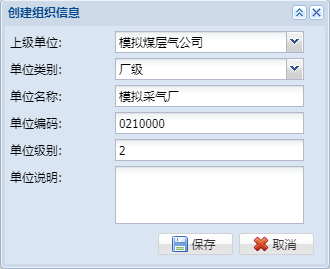 创建组织信息
上级单位: 模拟煤层气公司
单位类别: 厂级
单位名称: 模拟采气厂
单位编码: 0210000
单位级别: 2
单位说明:
保存 取消